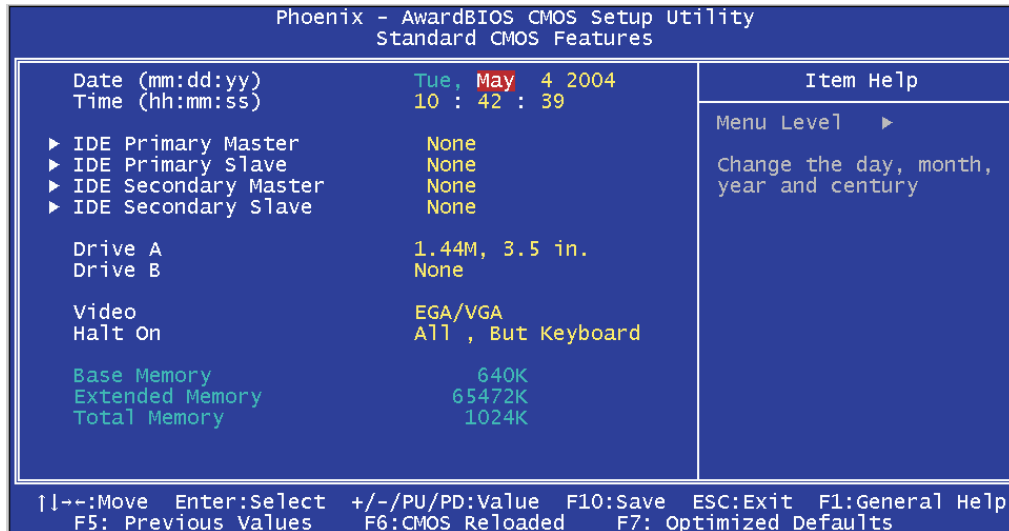 Phoenix - AwardBIOS CMOS Setup Utility
Standard CMOS Features
Date (mm:dd:yy) Tue, May 4 2004
Time (hh:mm:ss) 10 : 42 : 39
► IDE Primary Master None
► IDE Primary Slave None
► IDE Secondary Master None
► IDE Secondary Slave None
Drive A 1.44M, 3.5 in.
Drive B None
Video EGA/VGA
Halt On All , But Keyboard
Base Memory 640K
Extended Memory 65472K
Total Memory 1024K
Item Help
Menu Level ►
Change the day, month,
year and century
↑↓→←:Move Enter:Select +/-/PU/PD:Value F10:Save ESC:Exit F1:General Help
F5: Previous Values F6:CMOS Reloaded F7: Optimized Defaults